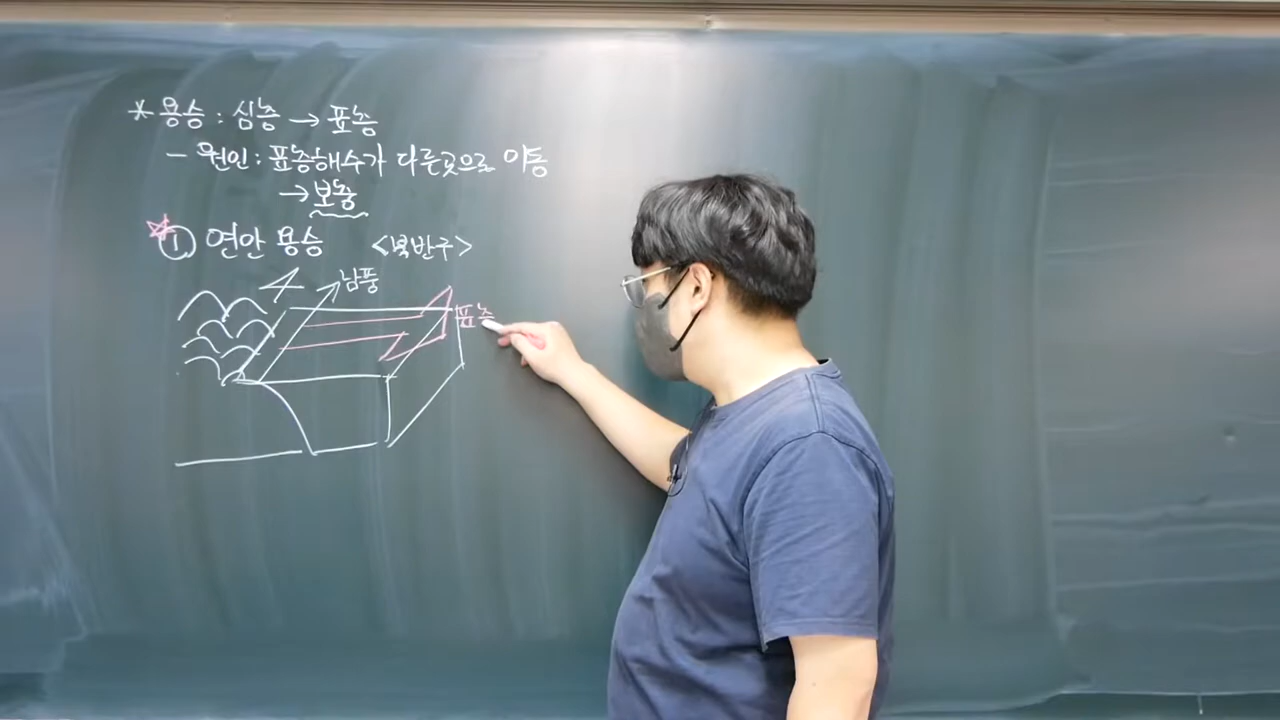 * 용승 : 심층 → 표층
- 원인 : 표층해수가 다른곳으로 이동
→ 보충
☆ ① 연안 용승 <북반구>
남풍
표층